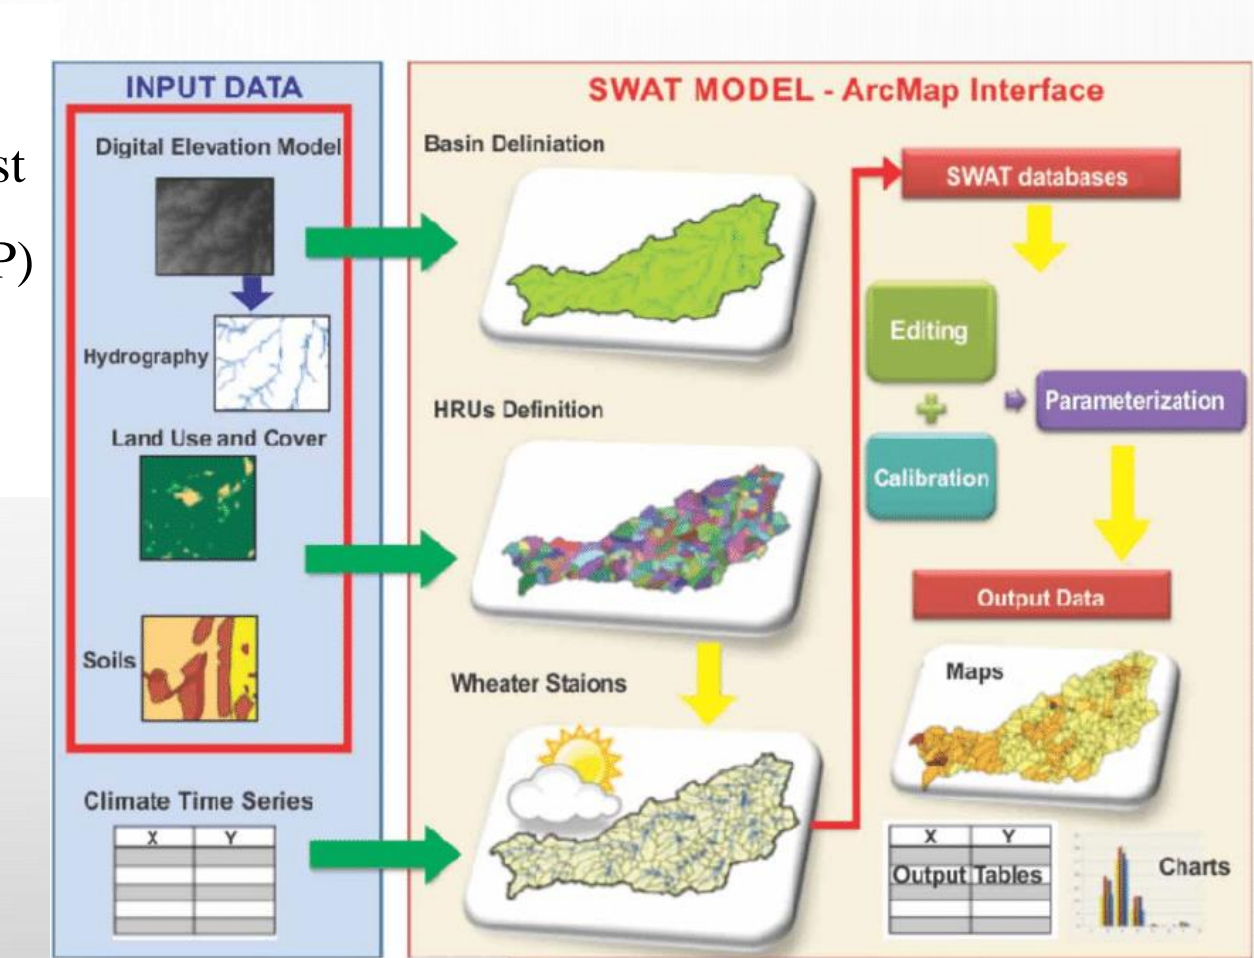 st
P)
INPUT DATA
Digital Elevation Model
Hydrography
Land Use and Cover
Soils
Climate Time Series
X Y
SWAT MODEL - ArcMap Interface
Basin Deliniation
HRUs Definition
Wheater Staions
SWAT databases
Editing
Calibration
Parameterization
Output Data
Maps
X Y
Output Tables
Charts